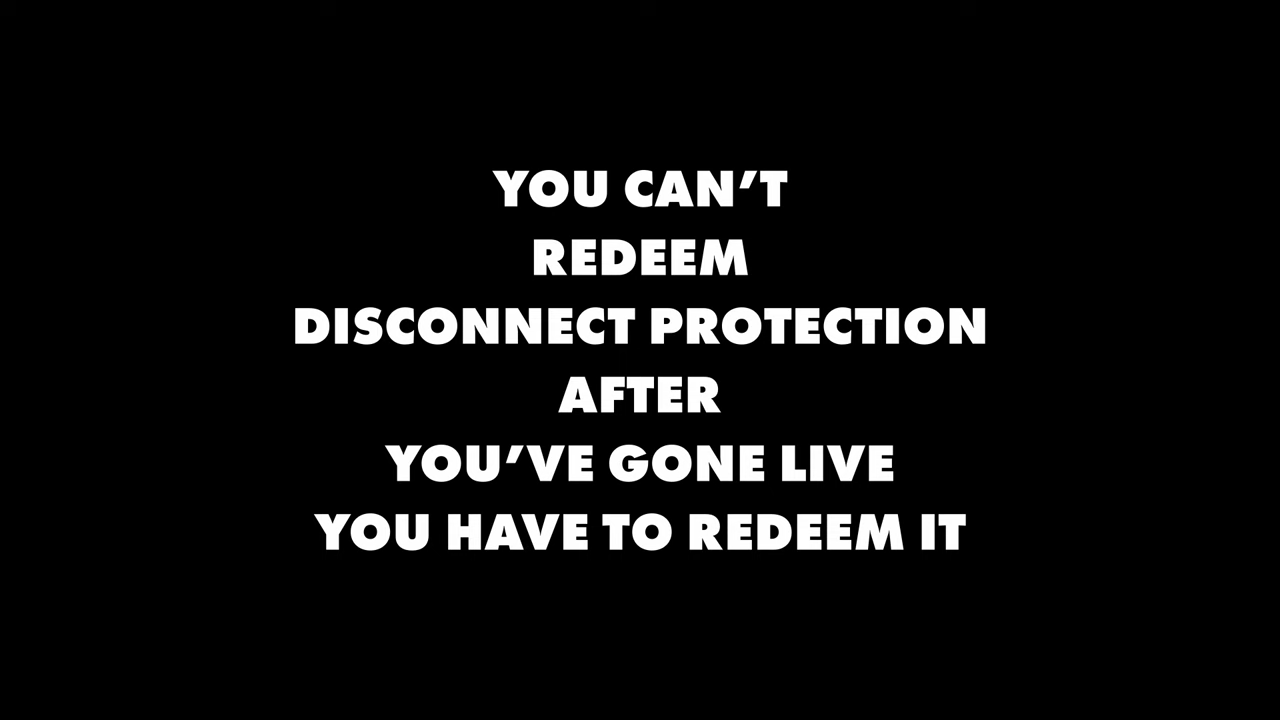 YOU CAN’T
REDEEM
DISCONNECT PROTECTION
AFTER
YOU’VE GONE LIVE
YOU HAVE TO REDEEM IT